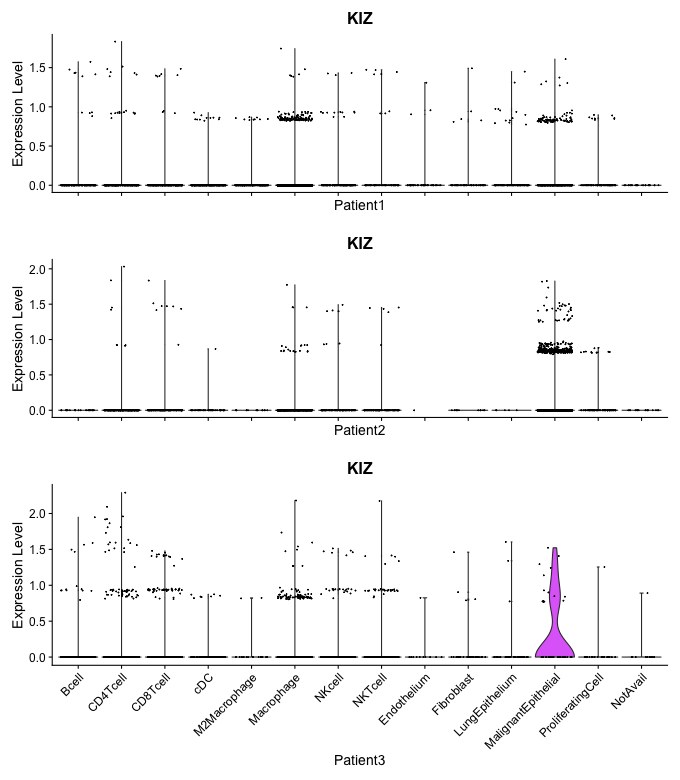 KIZ
Expression Level
1.5
1.0
0.5
0.0
Patient1
KIZ
Expression Level
2.0
1.5
1.0
0.5
0.0
Patient2
KIZ
Expression Level
2.0
1.5
1.0
0.5
0.0
Bcell
CD4Tcell
CD8Tcell
cDC
M2Macrophage
Macrophage
NKcell
NKTcell
Endothelium
Fibroblast
LungEpithelium
MalignantEpithelial
ProliferatingCell
NotAvail
Patient3